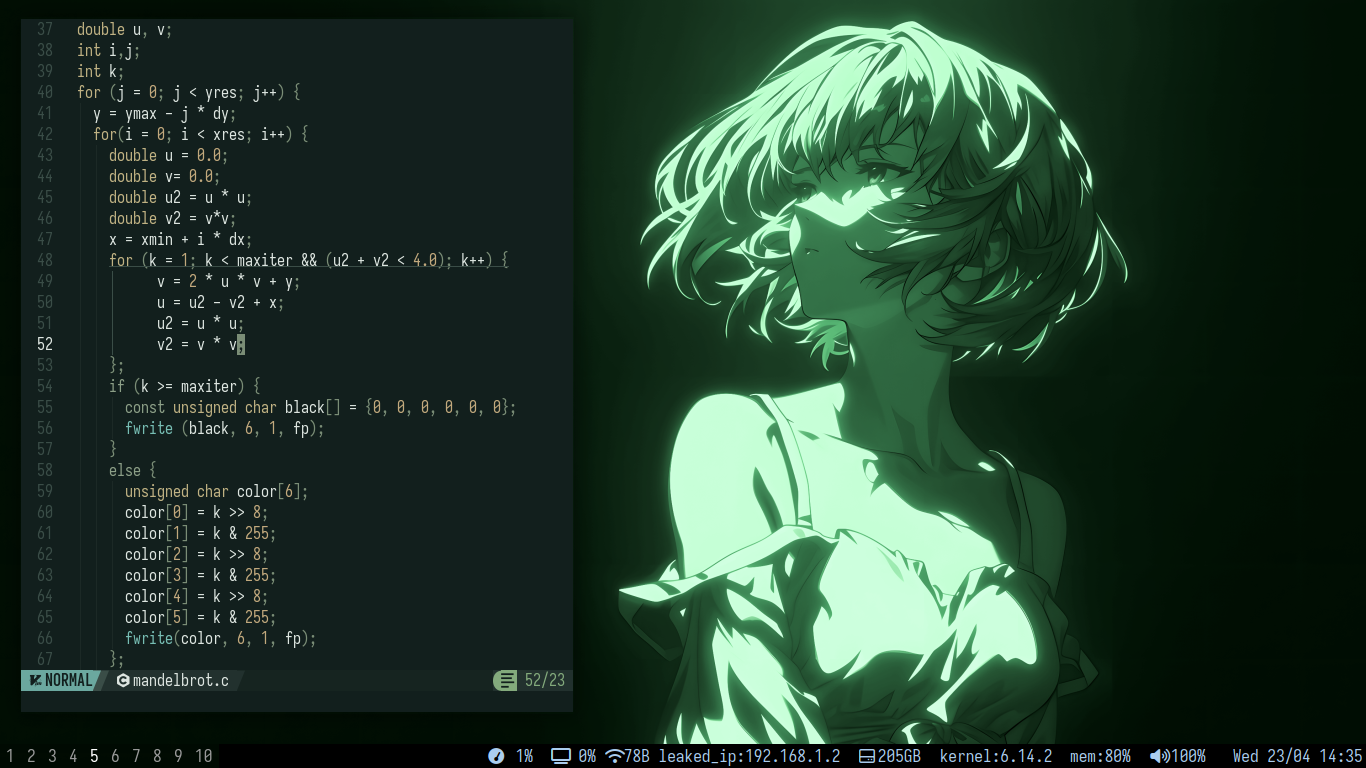 37 double u, v;
38 int i,j;
39 int k;
40 for (j = 0; j < yres; j++) {
41 y = ymax - j * dy;
42 for(i = 0; i < xres; i++) {
43 double u = 0.0;
44 double v= 0.0;
45 double u2 = u * u;
46 double v2 = v*v;
47 x = xmin + i * dx;
48 for (k = 1; k < maxiter && (u2 + v2 < 4.0); k++) {
49 v = 2 * u * v + y;
50 u = u2 - v2 + x;
51 u2 = u * u;
52 v2 = v * v;
53 };
54 if (k >= maxiter) {
55 const unsigned char black[] = {0, 0, 0, 0, 0, 0};
56 fwrite (black, 6, 1, fp);
57 }
58 else {
59 unsigned char color[6];
60 color[0] = k >> 8;
61 color[1] = k & 255;
62 color[2] = k >> 8;
63 color[3] = k & 255;
64 color[4] = k >> 8;
65 color[5] = k & 255;
66 fwrite(color, 6, 1, fp);
67 };
NORMAL mandelbrot.c 52/23
1 2 3 4 5 6 7 8 9 10 1% 0% 78B leaked_ip:192.168.1.2 205GB kernel:6.14.2 mem:80% 100% Wed 23/04 14:35